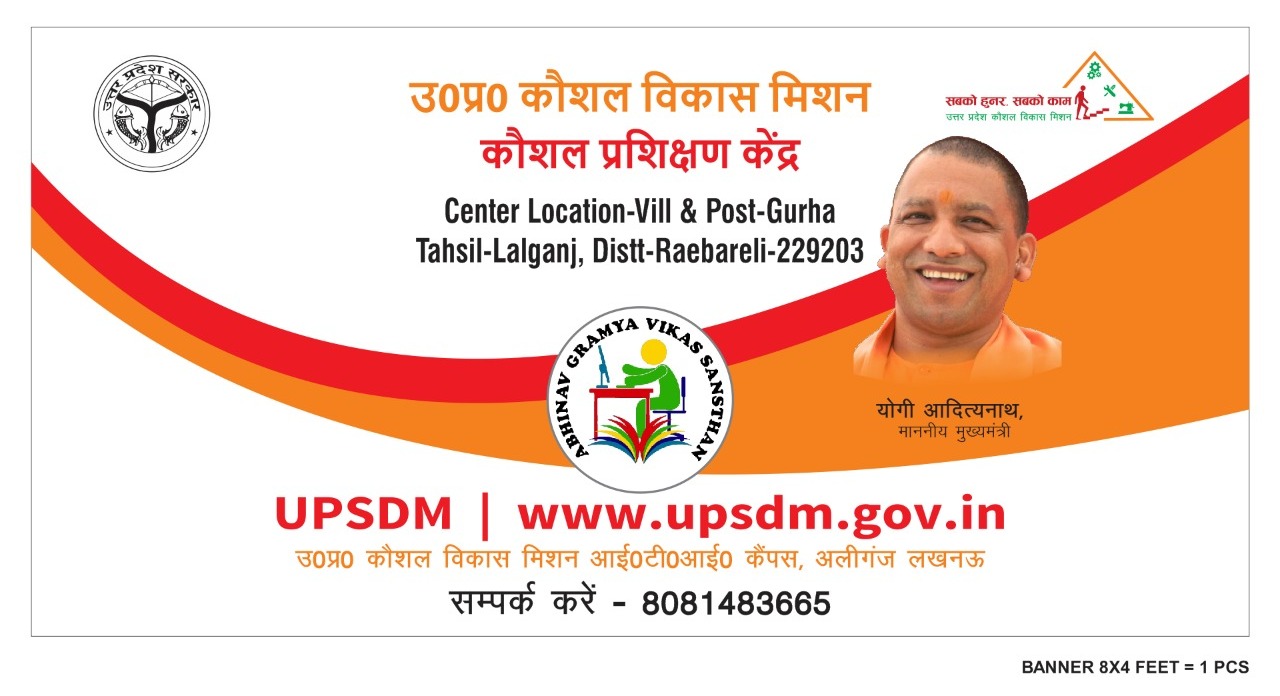 उत्तर प्रदेश सरकार
उ0प्र0 कौशल विकास मिशन
कौशल प्रशिक्षण केंद्र
Center Location-Vill & Post-Gurha
Tahsil-Lalganj, Distt-Raebareli-229203
सबको हुनर. सबको काम
उत्तर प्रदेश कौशल विकास मिशन
योगी आदित्यनाथ,
माननीय मुख्यमंत्री
ABHINAV GRAMYA VIKAS SANSTHAN
UPSDM | www.upsdm.gov.in
उ0प्र0 कौशल विकास मिशन आई0टी0आई0 कैंपस, अलीगंज लखनऊ
सम्पर्क करें - 8081483665
BANNER 8X4 FEET = 1 PCS